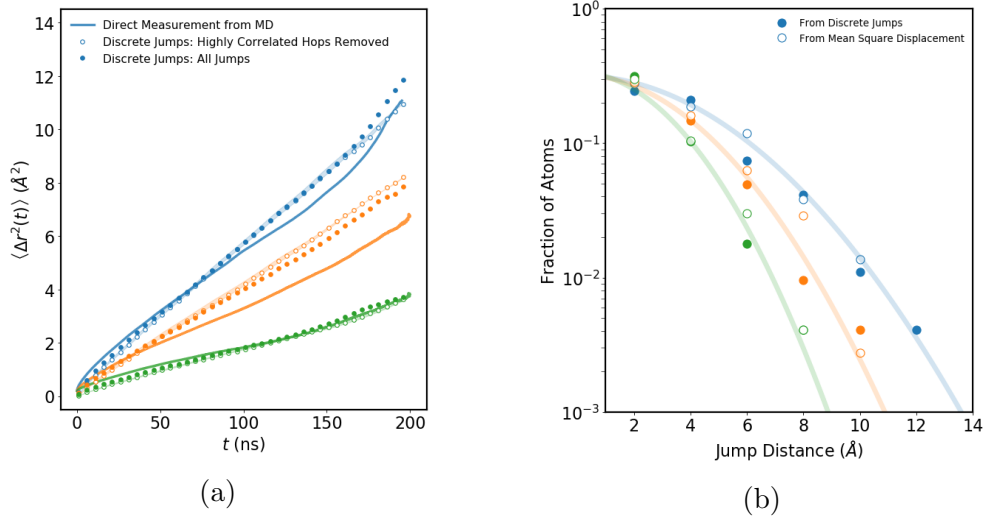 Direct Measurement from MD
Discrete Jumps: Highly Correlated Hops Removed
Discrete Jumps: All Jumps
14
12
10
8
6
4
2
0
⟨Δr²(t)⟩ (Å²)
0 50 100 150 200
t (ns)
(a)
From Discrete Jumps
From Mean Square Displacement
10⁻¹
10⁻²
10⁻³
Fraction of Atoms
2 4 6 8 10 12 14
Jump Distance (Å)
(b)